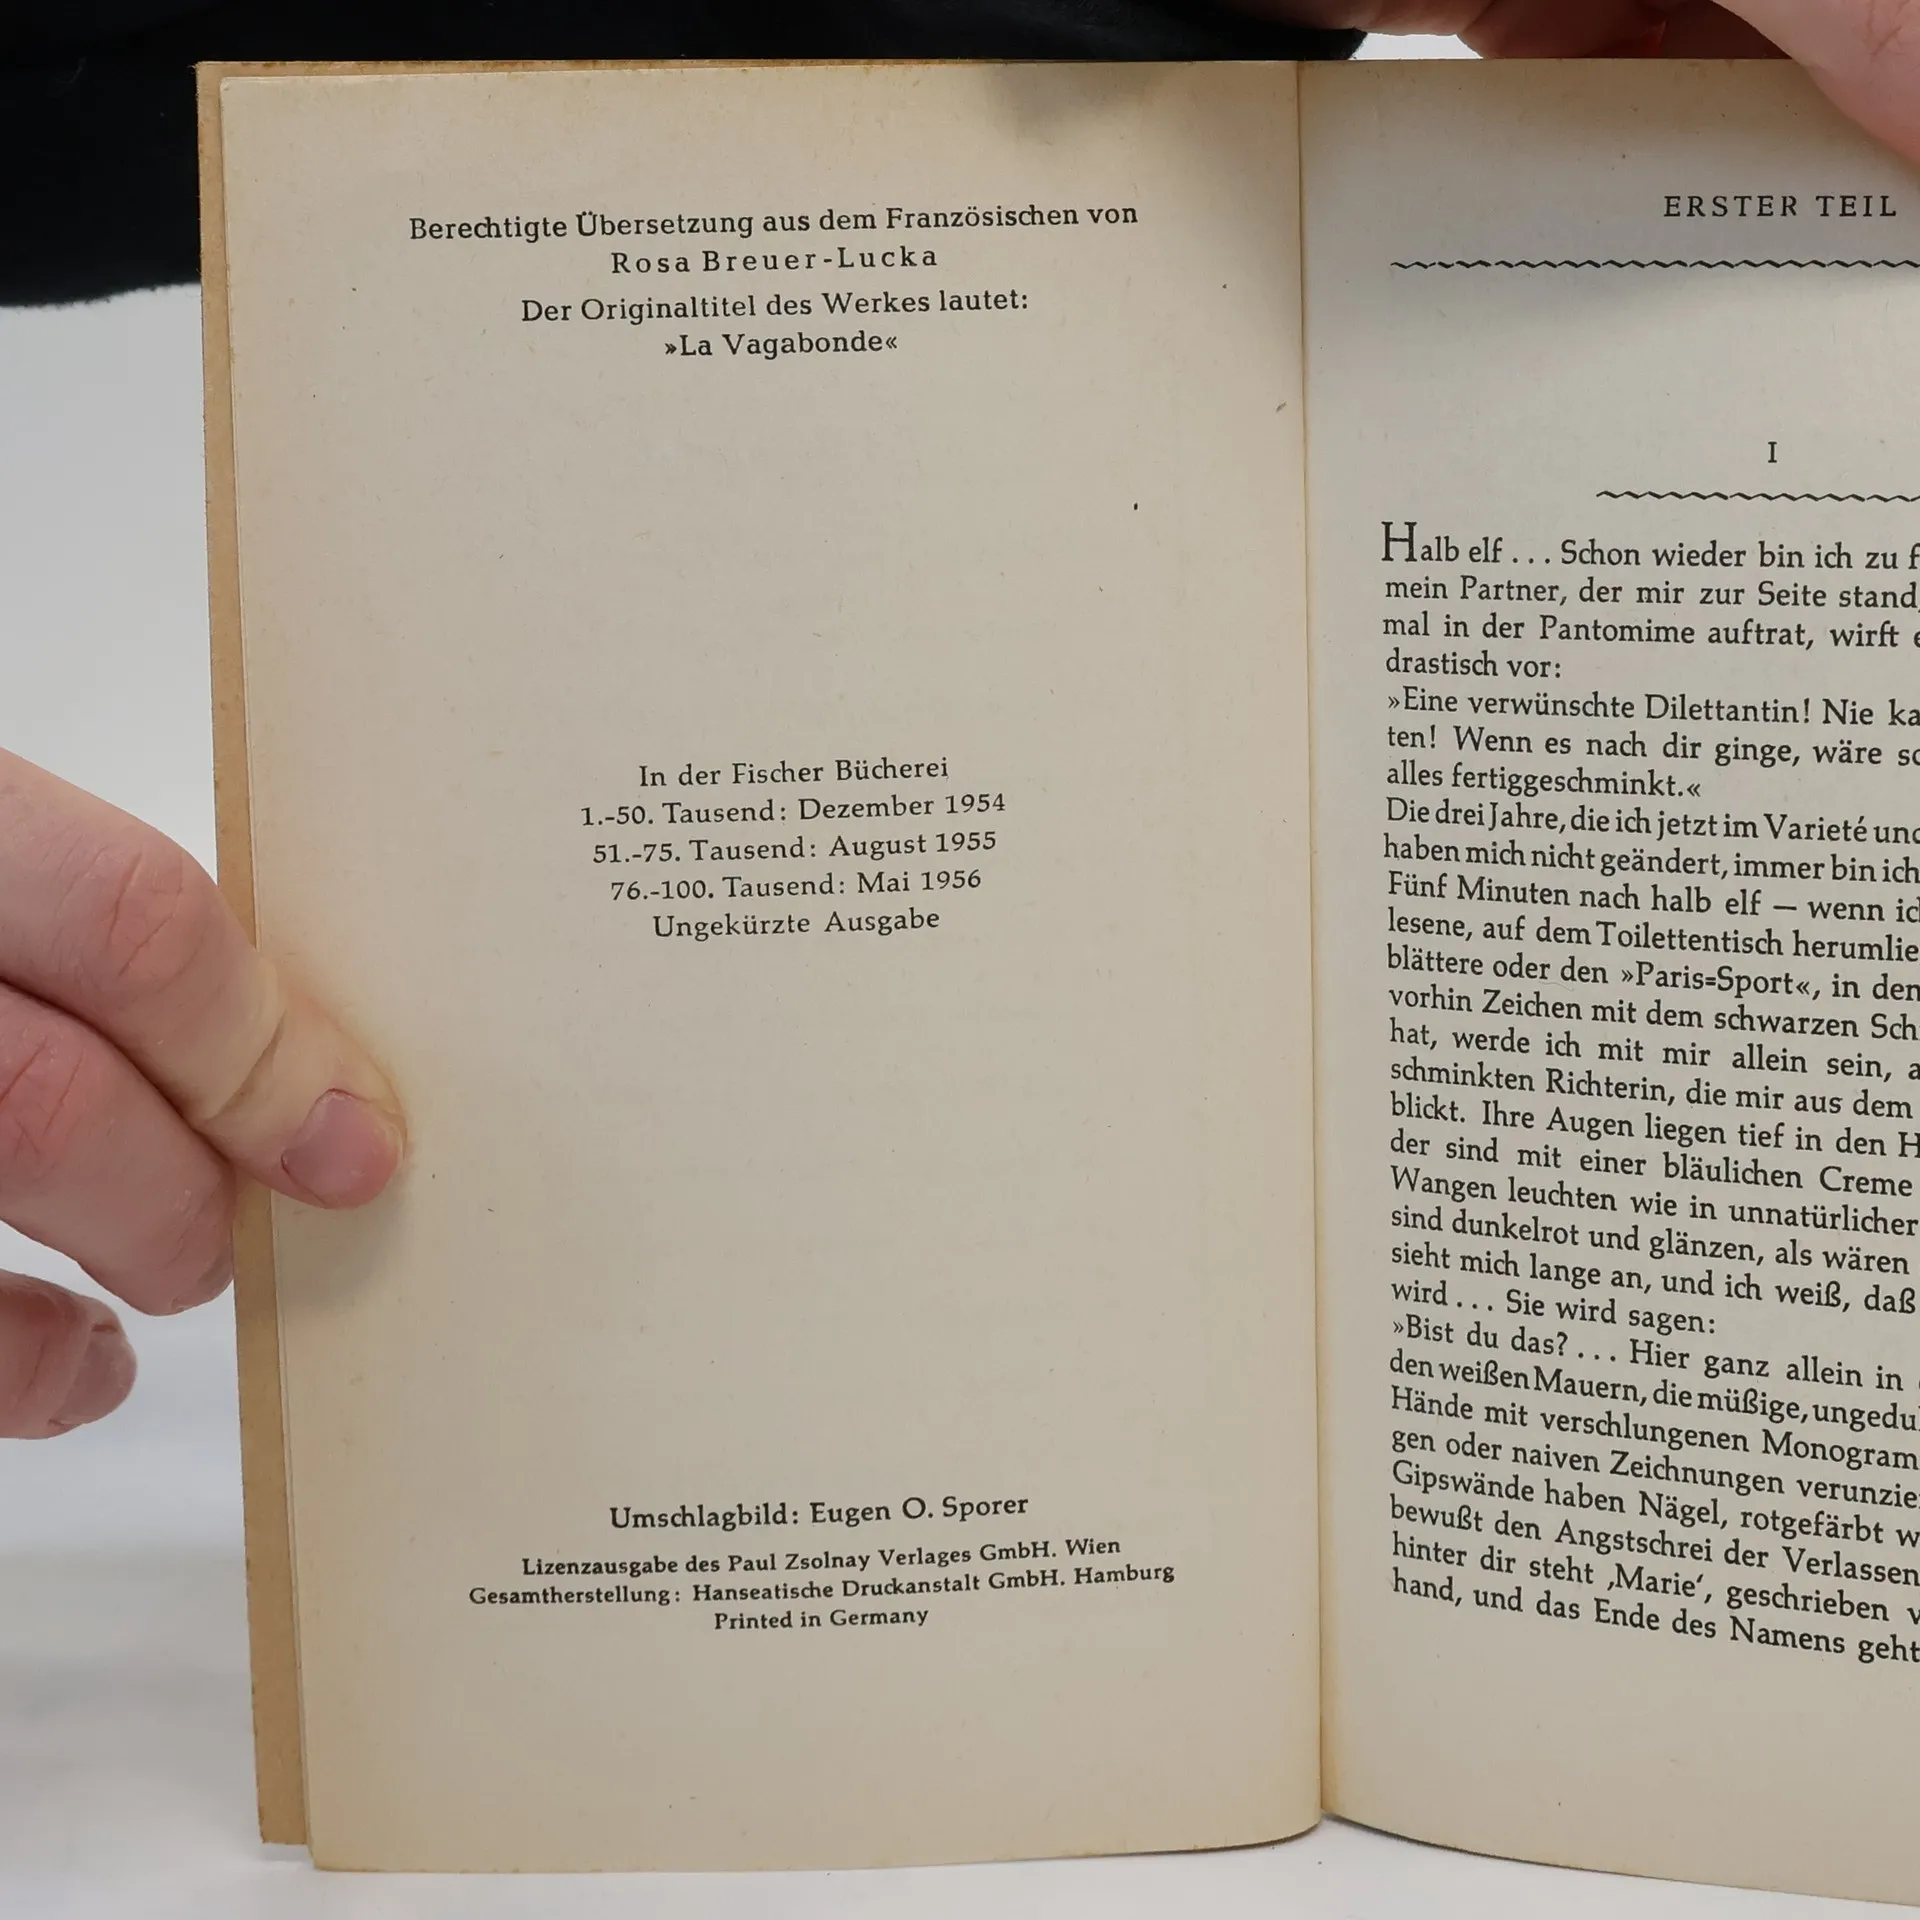 Berechtigte Übersetzung aus dem Französischen von
Rosa Breuer-Lucka
Der Originaltitel des Werkes lautet:
»La Vagabonde«
In der Fischer Bücherei
1.-50. Tausend: Dezember 1954
51.-75. Tausend: August 1955
76.-100. Tausend: Mai 1956
Ungekürzte Ausgabe
Umschlagbild: Eugen O. Sporer
Lizenzausgabe des Paul Zsolnay Verlages GmbH. Wien
Gesamtherstellung: Hanseatische Druckanstalt GmbH. Hamburg
Printed in Germany
ERSTER TEIL
I
Halb elf . . . Schon wieder bin ich zu
mein Partner, der mir zur Seite stand,
mal in der Pantomime auftrat, wirft
drastisch vor:
»Eine verwünschte Dilettantin! Nie
ten! Wenn es nach dir ginge, wäre
alles fertiggeschminkt.«
Die drei Jahre, die ich jetzt im Varieté
haben mich nicht geändert, immer bin ich
Fünf Minuten nach halb elf — wenn
lesene, auf dem Toilettentisch
blättere oder den »Paris=Sport«, in
vorhin Zeichen mit dem schwarzen
hat, werde ich mit mir allein sein,
schminkten Richterin, die mir aus dem
blickt. Ihre Augen liegen tief in den
der sind mit einer bläulichen Creme
Wangen leuchten wie in unnatürlicher
sind dunkelrot und glänzen, als wären
sieht mich lange an, und ich weiß, daß
wird . . . Sie wird sagen:
»Bist du das? . . . Hier ganz allein in
den weißen Mauern, die müßige,
Hände mit verschlungenen
gen oder naiven Zeichnungen
Gipswände haben Nägel, rotgefärbt
bewußt den Angstschrei der
hinter dir steht ‚Marie‘, geschrieben
hand, und das Ende des Namens geht